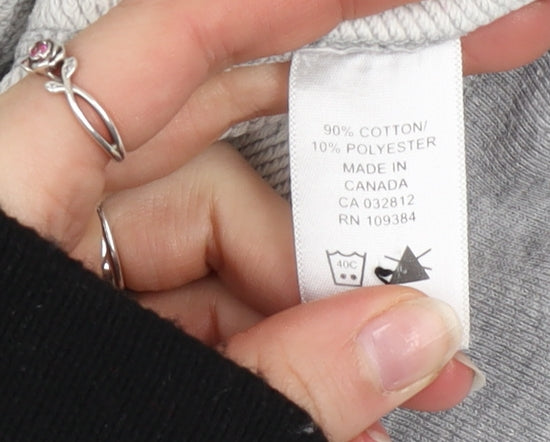 90% COTTON/
10% POLYESTER
MADE IN
CANADA
CA 032812
RN 109384
40C